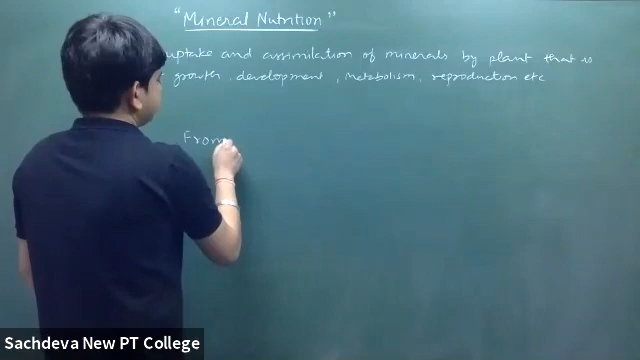 "Mineral Nutrition"
uptake and assimilation of minerals by plant that is
growth, development, metabolism, reproduction etc
From
Sachdeva New PT College